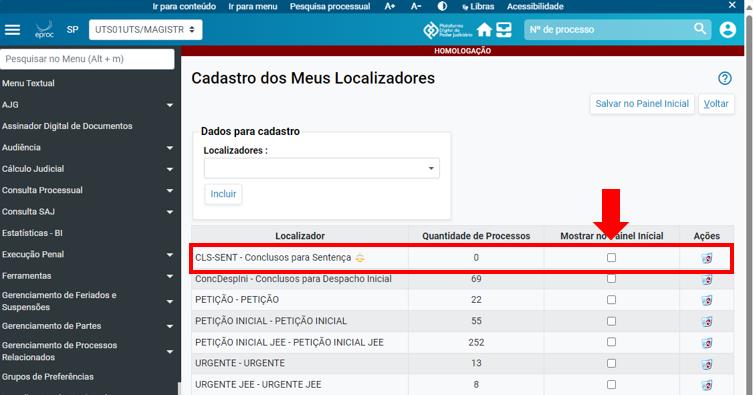 Ir para conteúdo Ir para menu Pesquisa processual A+ A- Libras Acessibilidade
eproc SP UTS01UTS/MAGISTR Plataforma Digital do Poder Judiciário Nº de processo
HOMOLOGAÇÃO
Pesquisar no Menu (Alt + m)
Menu Textual
AJG
Assinador Digital de Documentos
Audiência
Cálculo Judicial
Consulta Processual
Consulta SAJ
Estatísticas - BI
Execução Penal
Ferramentas
Gerenciamento de Feriados e
Suspensões
Gerenciamento de Partes
Gerenciamento de Processos
Relacionados
Grupos de Preferências
Cadastro dos Meus Localizadores
Salvar no Painel Inicial Voltar
Dados para cadastro
Localizadores :
Incluir
Localizador Quantidade de Processos Mostrar no Painel Inicial Ações
CLS-SENT - Conclusos para Sentença 0
ConcDespIni - Conclusos para Despacho Inicial 69
PETIÇÃO - PETIÇÃO 22
PETIÇÃO INICIAL - PETIÇÃO INICIAL 55
PETIÇÃO INICIAL JEE - PETIÇÃO INICIAL JEE 252
URGENTE - URGENTE 13
URGENTE JEE - URGENTE JEE 8